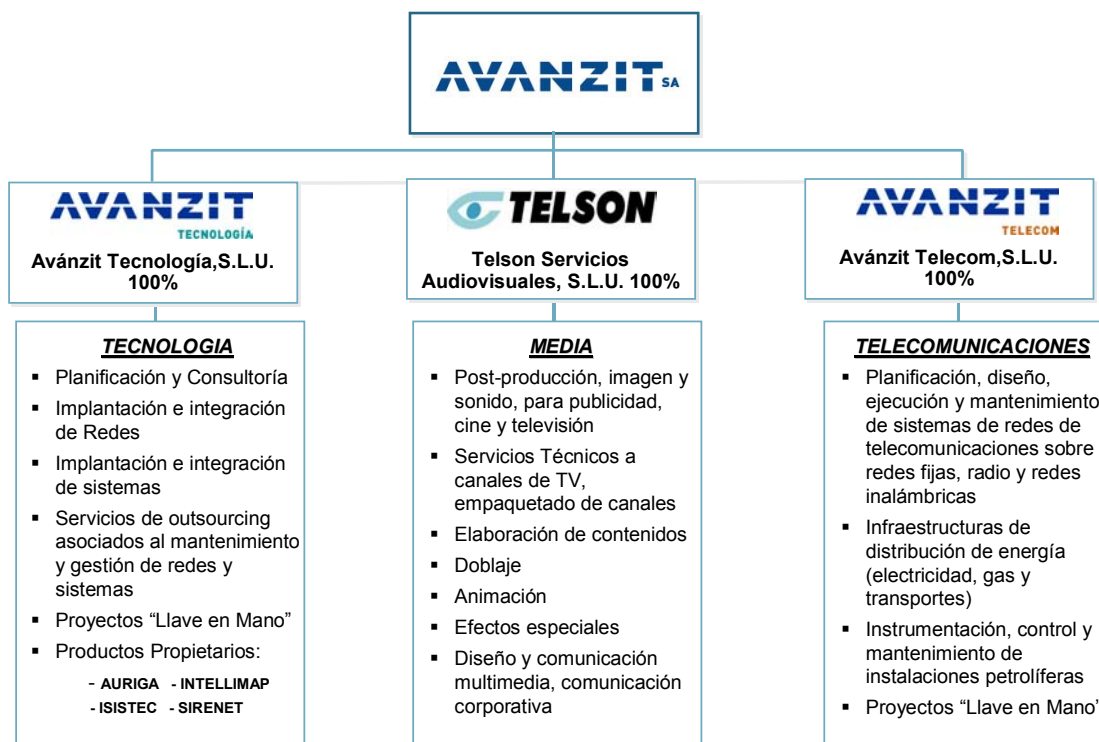 AVANZIT SA
AVANZIT
TECNOLOGÍA
Avánzit Tecnología,S.L.U.
100%
TELSON
Telson Servicios
Audiovisuales, S.L.U. 100%
AVANZIT
TELECOM
Avánzit Telecom,S.L.U.
100%
TECNOLOGIA
▪ Planificación y Consultoría
▪ Implantación e integración
de Redes
▪ Implantación e integración
de sistemas
▪ Servicios de outsourcing
asociados al mantenimiento
y gestión de redes y
sistemas
▪ Proyectos “Llave en Mano”
▪ Productos Propietarios:
- AURIGA - INTELLIMAP
- ISISTEC - SIRENET
MEDIA
▪ Post-producción, imagen y
sonido, para publicidad,
cine y televisión
▪ Servicios Técnicos a
canales de TV,
empaquetado de canales
▪ Elaboración de contenidos
▪ Doblaje
▪ Animación
▪ Efectos especiales
▪ Diseño y comunicación
multimedia, comunicación
corporativa
TELECOMUNICACIONES
▪ Planificación, diseño,
ejecución y mantenimiento
de sistemas de redes de
telecomunicaciones sobre
redes fijas, radio y redes
inalámbricas
▪ Infraestructuras de
distribución de energía
(electricidad, gas y
transportes)
▪ Instrumentación, control y
mantenimiento de
instalaciones petrolíferas
▪ Proyectos “Llave en Mano”